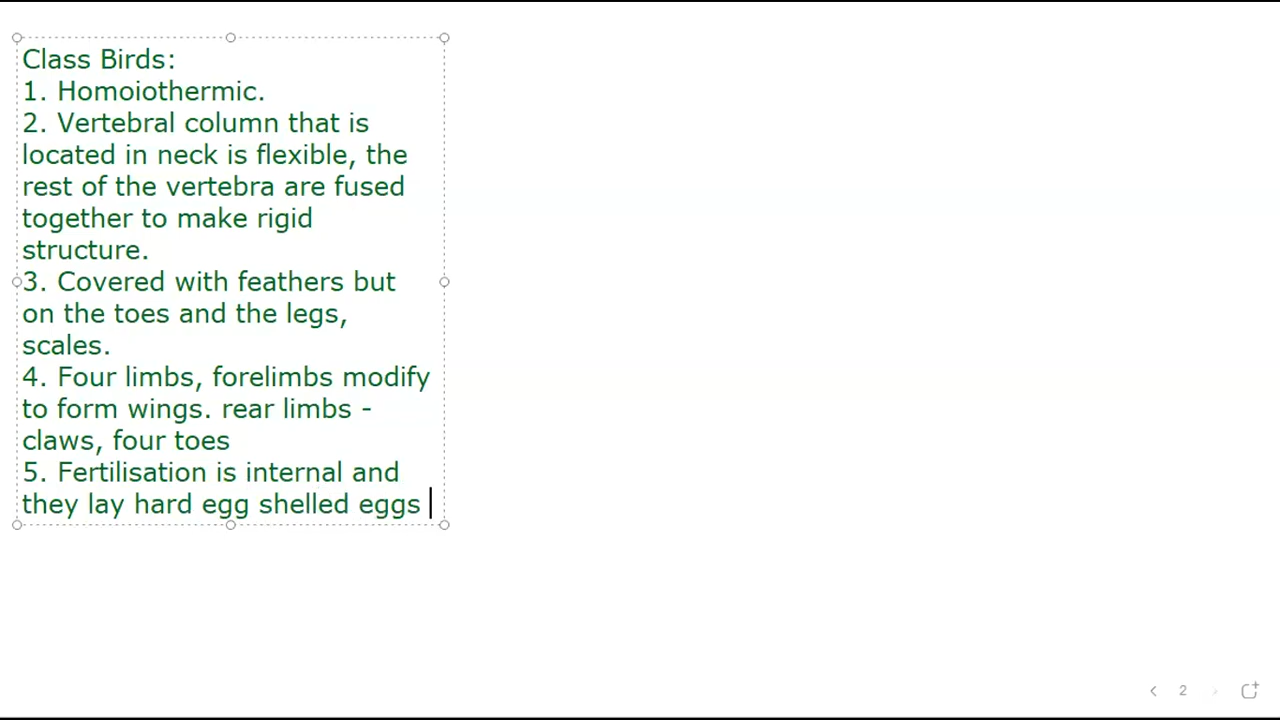 Class Birds:
1. Homoiothermic.
2. Vertebral column that is
located in neck is flexible, the
rest of the vertebra are fused
together to make rigid
structure.
3. Covered with feathers but
on the toes and the legs,
scales.
4. Four limbs, forelimbs modify
to form wings. rear limbs -
claws, four toes
5. Fertilisation is internal and
they lay hard egg shelled eggs
2